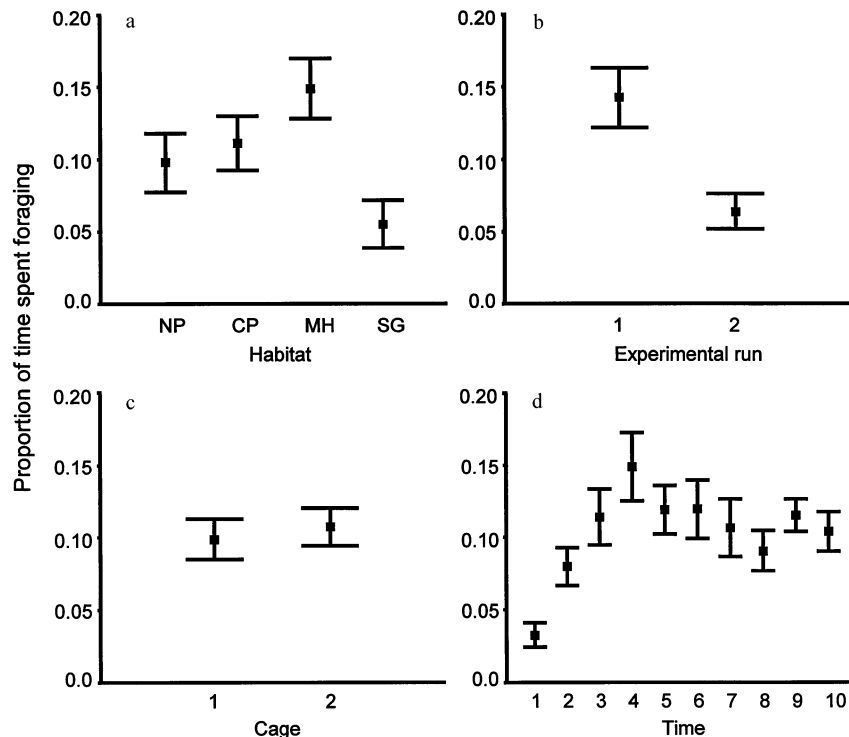 Proportion of time spent foraging
a
0.20
0.15
0.10
0.05
0.0
NP CP MH SG
Habitat
b
0.20
0.15
0.10
0.05
0.0
1 2
Experimental run
c
0.20
0.15
0.10
0.05
0.0
1 2
Cage
d
0.20
0.15
0.10
0.05
0.0
1 2 3 4 5 6 7 8 9 10
Time